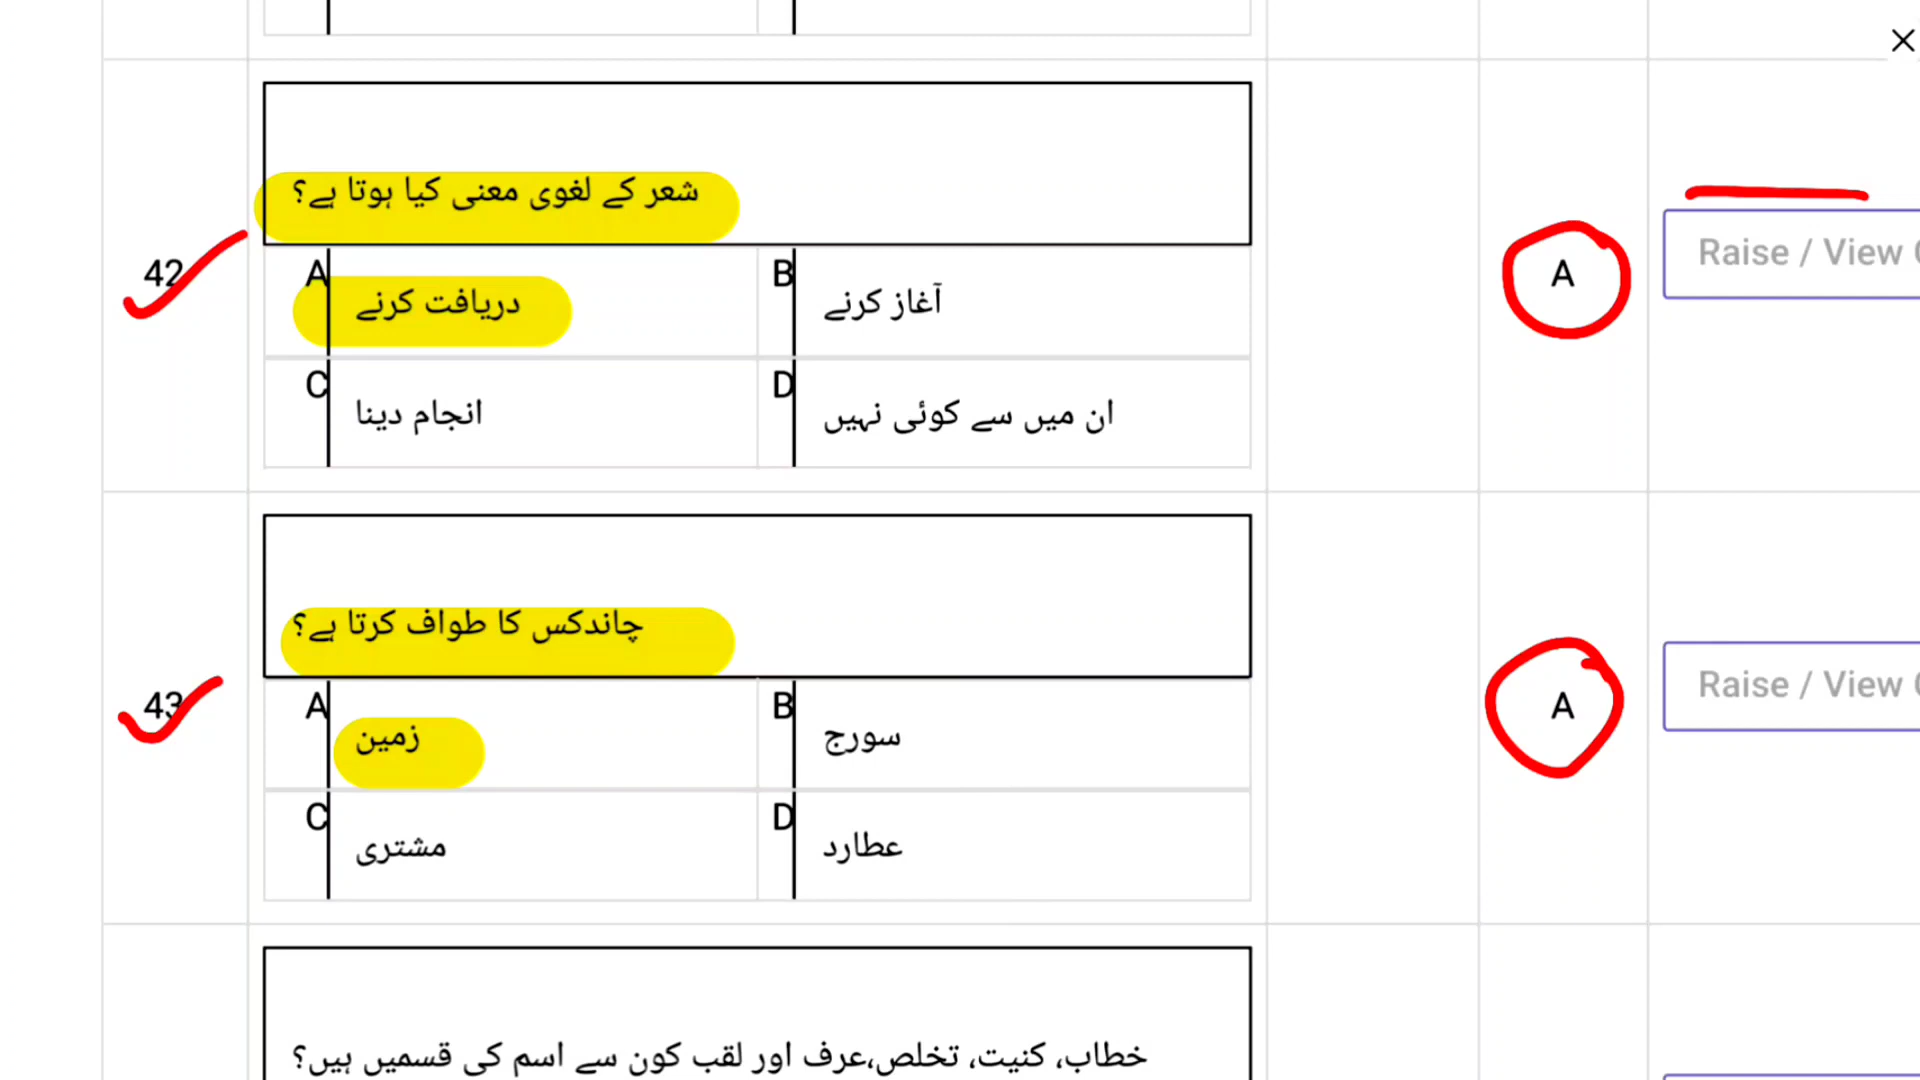 42
شعر کے لغوی معنی کیا ہوتا ہے؟
A
دریافت کرنے
B
آغاز کرنے
C
انجام دینا
D
ان میں سے کوئی نہیں
A
Raise / View
43
چاندکس کا طواف کرتا ہے؟
A
زمین
B
سورج
C
مشتری
D
عطارد
A
Raise / View
خطاب، کنیت، تخلص،عرف اور لقب کون سے اسم کی قسمیں ہیں؟